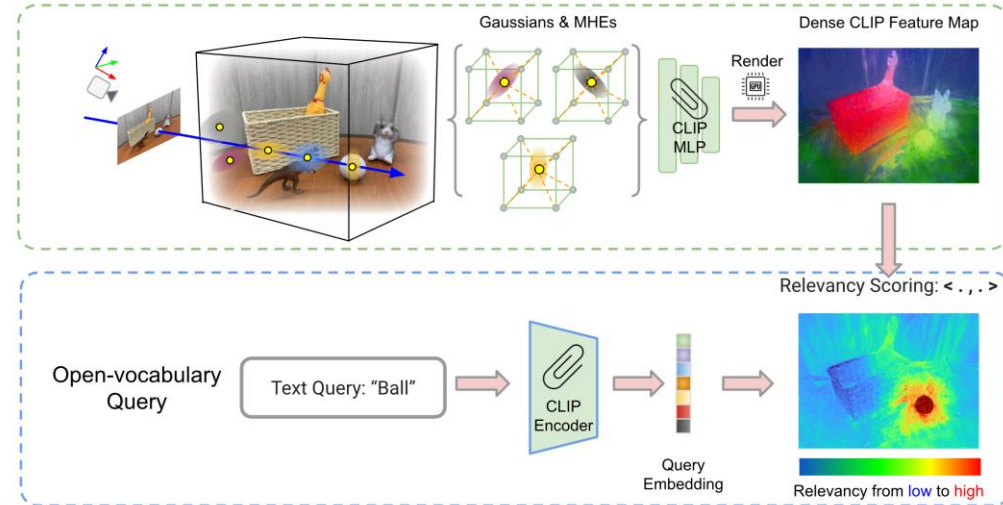 Gaussians & MHEs
Dense CLIP Feature Map
Render
CLIP
MLP
Relevancy Scoring: < . , . >
Open-vocabulary
Query
Text Query: “Ball”
CLIP
Encoder
Query
Embedding
Relevancy from low to high